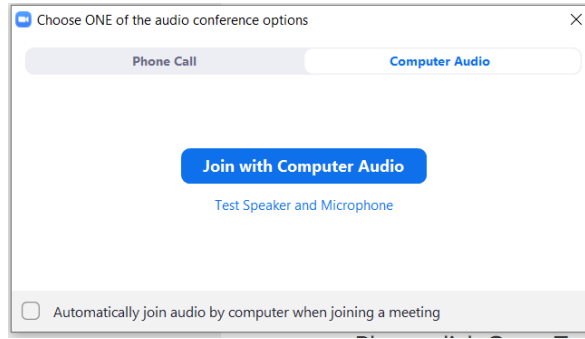 Choose ONE of the audio conference options
Phone Call
Computer Audio
Join with Computer Audio
Test Speaker and Microphone
Automatically join audio by computer when joining a meeting